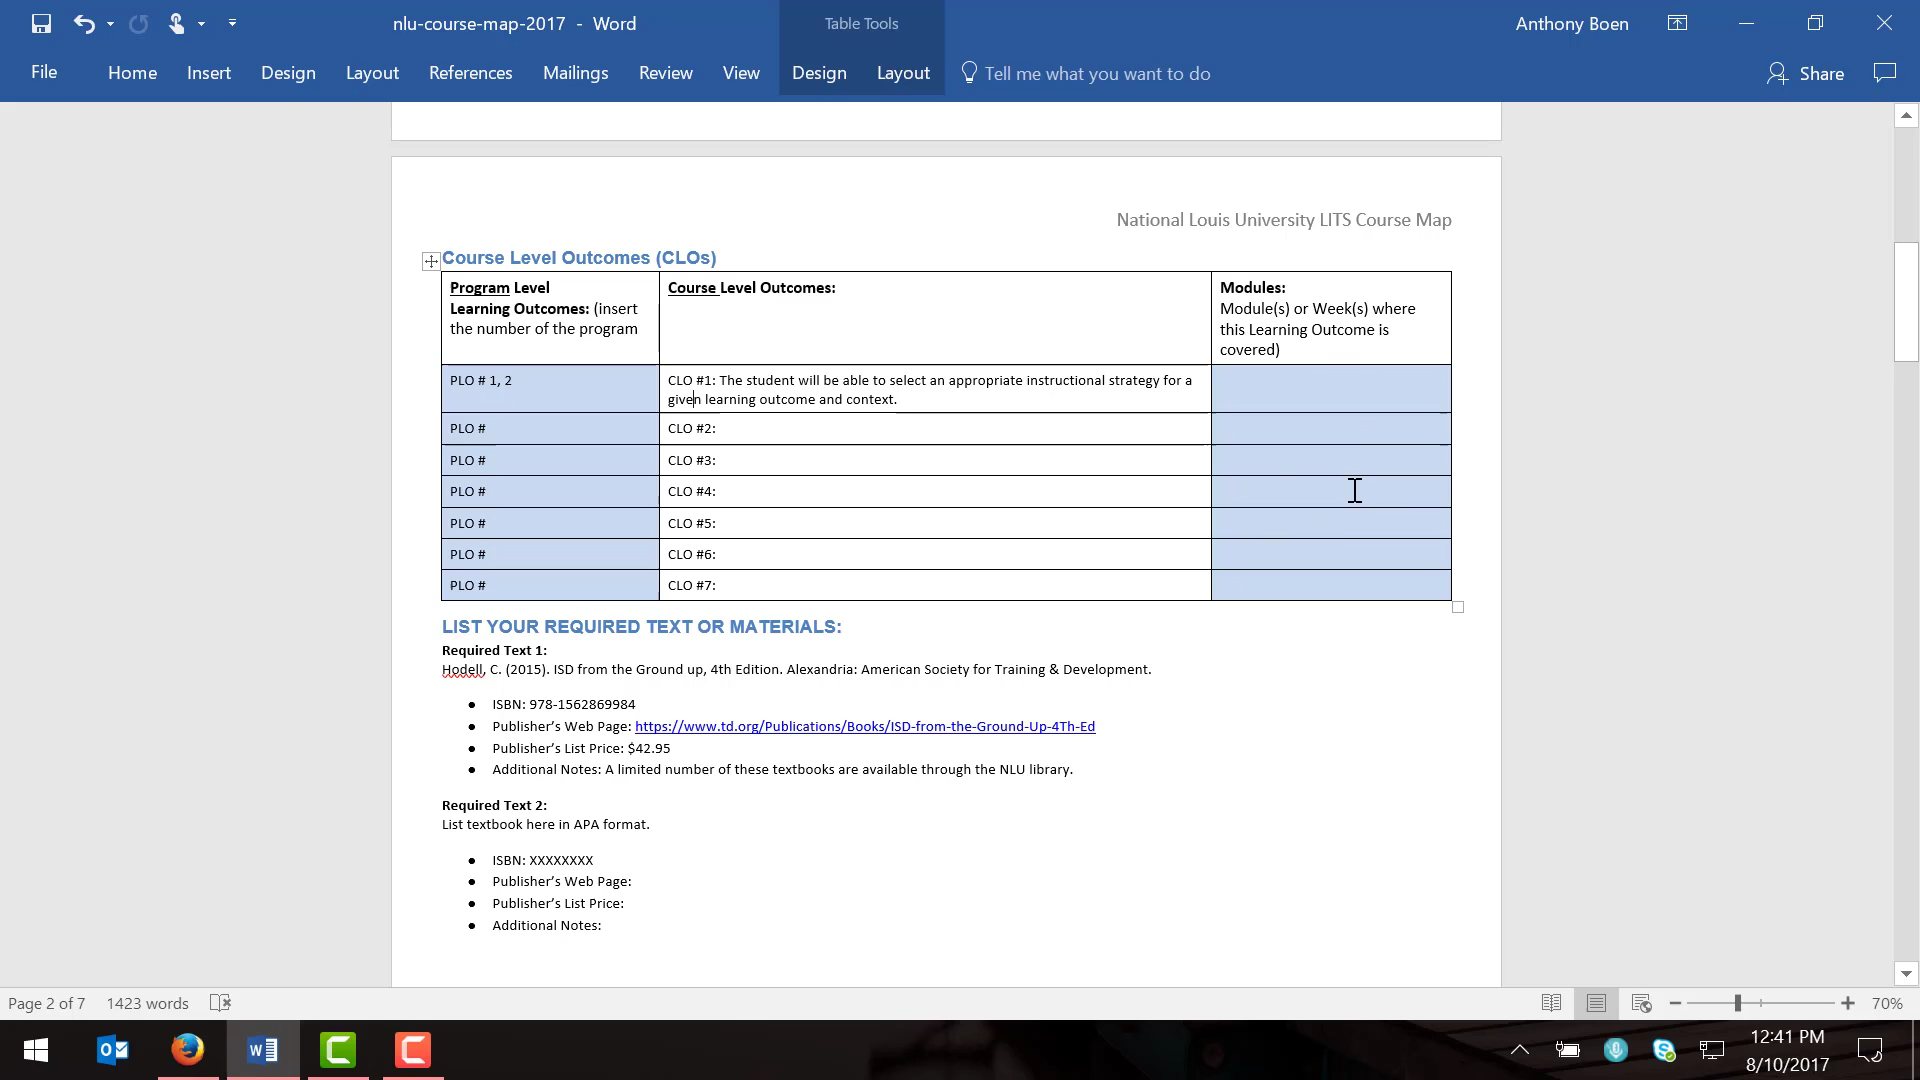 nlu-course-map-2017 - Word
Table Tools
Anthony Boen
File Home Insert Design Layout References Mailings Review View Design Layout Tell me what you want to do Share
National Louis University LITS Course Map
Course Level Outcomes (CLOs)
Program Level
Learning Outcomes: (insert
the number of the program
Course Level Outcomes:
Modules:
Module(s) or Week(s) where
this Learning Outcome is
covered)
PLO # 1, 2
CLO #1: The student will be able to select an appropriate instructional strategy for a
given learning outcome and context.
PLO # CLO #2:
PLO # CLO #3:
PLO # CLO #4:
PLO # CLO #5:
PLO # CLO #6:
PLO # CLO #7:
LIST YOUR REQUIRED TEXT OR MATERIALS:
Required Text 1:
Hodell, C. (2015). ISD from the Ground up, 4th Edition. Alexandria: American Society for Training & Development.
• ISBN: 978-1562869984
• Publisher’s Web Page: https://www.td.org/Publications/Books/ISD-from-the-Ground-Up-4Th-Ed
• Publisher’s List Price: $42.95
• Additional Notes: A limited number of these textbooks are available through the NLU library.
Required Text 2:
List textbook here in APA format.
• ISBN: XXXXXXXX
• Publisher’s Web Page:
• Publisher’s List Price:
• Additional Notes:
Page 2 of 7 1423 words 70%
12:41 PM
8/10/2017